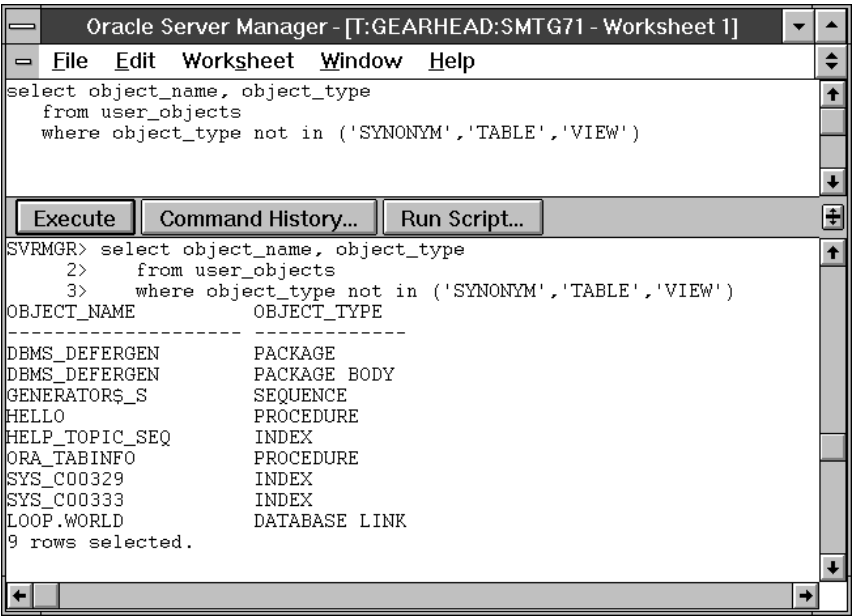 Oracle Server Manager - [T:GEARHEAD:SMTG71 - Worksheet 1]
File Edit Worksheet Window Help
select object_name, object_type
   from user_objects
   where object_type not in ('SYNONYM','TABLE','VIEW')
Execute Command History... Run Script...
SVRMGR> select object_name, object_type
     2>    from user_objects
     3>    where object_type not in ('SYNONYM','TABLE','VIEW')
OBJECT_NAME          OBJECT_TYPE
-------------------- -------------
DBMS_DEFERGEN        PACKAGE
DBMS_DEFERGEN        PACKAGE BODY
GENERATOR$_S         SEQUENCE
HELLO                PROCEDURE
HELP_TOPIC_SEQ       INDEX
ORA_TABINFO          PROCEDURE
SYS_C00329           INDEX
SYS_C00333           INDEX
LOOP.WORLD           DATABASE LINK
9 rows selected.